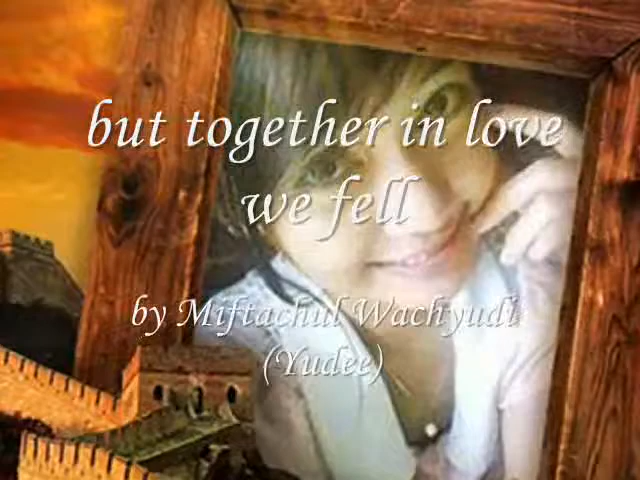 but together in love
we fell
by Miftachul Wachyudi
(Yudee)